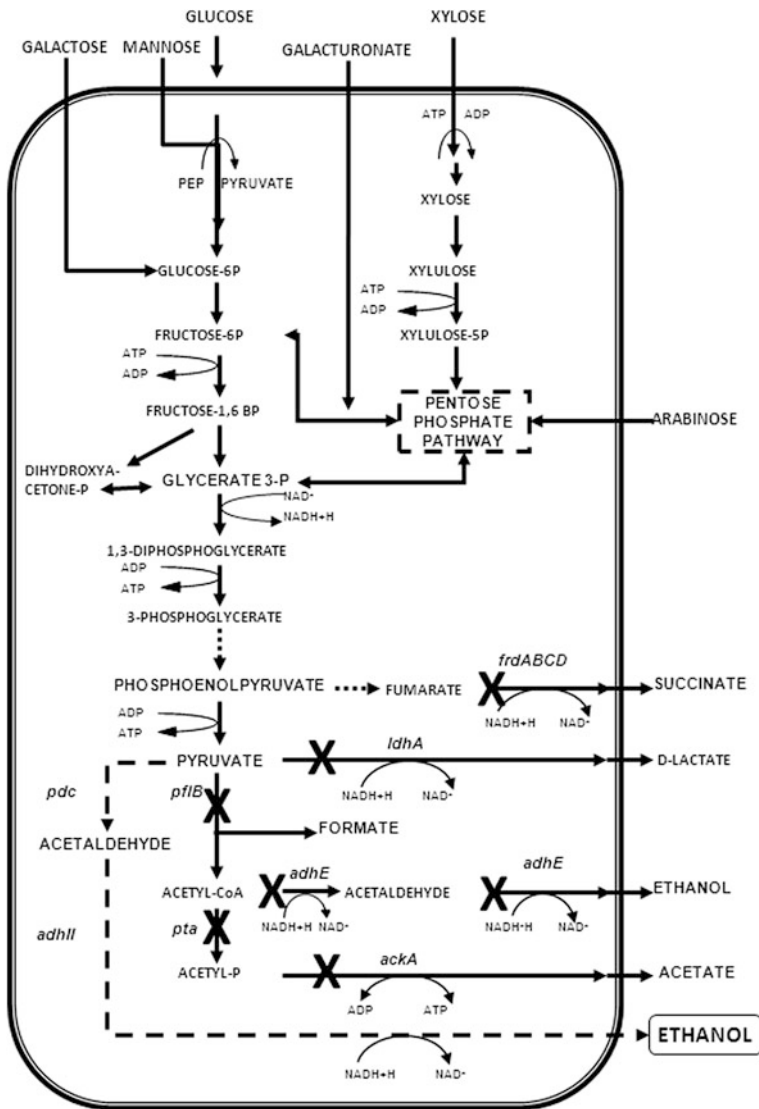 GLUCOSE
XYLOSE
GALACTOSE
MANNOSE
GALACTURONATE
ATP
ADP
PEP
PYRUVATE
XYLOSE
GLUCOSE-6P
XYLULOSE
ATP
ADP
FRUCTOSE-6P
XYLULOSE-5P
ATP
ADP
PENTOSE
PHOSPHATE
PATHWAY
FRUCTOSE-1,6 BP
ARABINOSE
DIHYDROXYA-
CETONE-P
GLYCERATE 3-P
NAD⁺
NADH+H
1,3-DIPHOSPHOGLYCERATE
ADP
ATP
3-PHOSPHOGLYCERATE
frdABCD
PHOSPHOENOLPYRUVATE
FUMARATE
SUCCINATE
NADH+H
NAD⁺
ADP
ATP
ldhA
PYRUVATE
D-LACTATE
pdc
pflB
NADH+H
NAD⁺
FORMATE
ACETALDEHYDE
adhE
adhE
ACETYL-CoA
ACETALDEHYDE
ETHANOL
adhII
pta
NADH+H
NAD⁺
NADH+H
NAD⁺
ACETYL-P
ackA
ACETATE
ADP
ATP
ETHANOL
NADH+H
NAD⁺